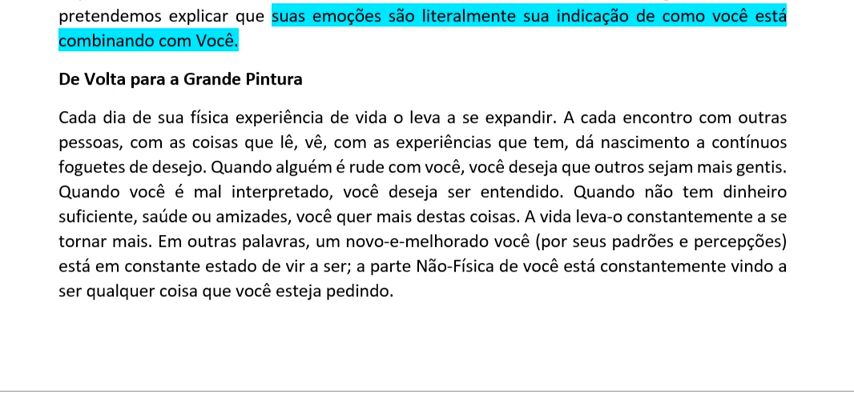 pretendemos explicar que suas emoções são literalmente sua indicação de como você está
combinando com Você.
De Volta para a Grande Pintura
Cada dia de sua física experiência de vida o leva a se expandir. A cada encontro com outras
pessoas, com as coisas que lê, vê, com as experiências que tem, dá nascimento a contínuos
foguetes de desejo. Quando alguém é rude com você, você deseja que outros sejam mais gentis.
Quando você é mal interpretado, você deseja ser entendido. Quando não tem dinheiro
suficiente, saúde ou amizades, você quer mais destas coisas. A vida leva-o constantemente a se
tornar mais. Em outras palavras, um novo-e-melhorado você (por seus padrões e percepções)
está em constante estado de vir a ser; a parte Não-Física de você está constantemente vindo a
ser qualquer coisa que você esteja pedindo.